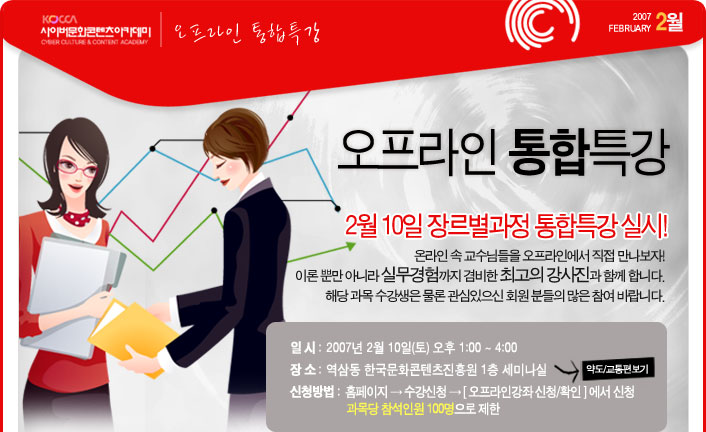 KOCCA
사이버문화콘텐츠아카데미
CYBER CULTURE & CONTENT ACADEMY
오프라인 통합특강
2007
FEBRUARY 2월
오프라인 통합특강
2월 10일 장르별과정 통합특강 실시!
온라인 속 교수님들을 오프라인에서 직접 만나보자!
이론 뿐만 아니라 실무경험까지 겸비한 최고의 강사진과 함께 합니다.
해당 과목 수강생은 물론 관심있으신 회원 분들의 많은 참여 바랍니다.
일 시 : 2007년 2월 10일(토) 오후 1:00 ~ 4:00
장 소 : 역삼동 한국문화콘텐츠진흥원 1층 세미나실 약도/교통편보기
신청방법 : 홈페이지 → 수강신청 → [ 오프라인강좌 신청/확인 ] 에서 신청
과목당 참석인원 100명으로 제한